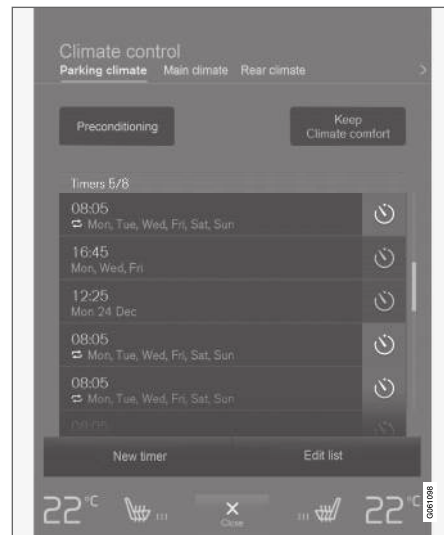 Climate control
Parking climate Main climate Rear climate
Preconditioning
Keep
Climate comfort
Timers 5/8
08:05
Mon, Tue, Wed, Fri, Sat, Sun
16:45
Mon, Wed, Fri
12:25
Mon 24 Dec
08:05
Mon, Tue, Wed, Fri, Sat, Sun
08:05
Mon, Tue, Wed, Fri, Sat, Sun
08:05
New timer Edit list
22°C 22°C
Close
G061098